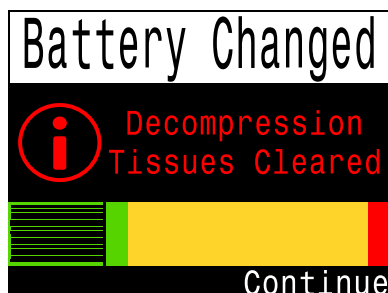 Battery Changed
Decompression
Tissues Cleared
Continue